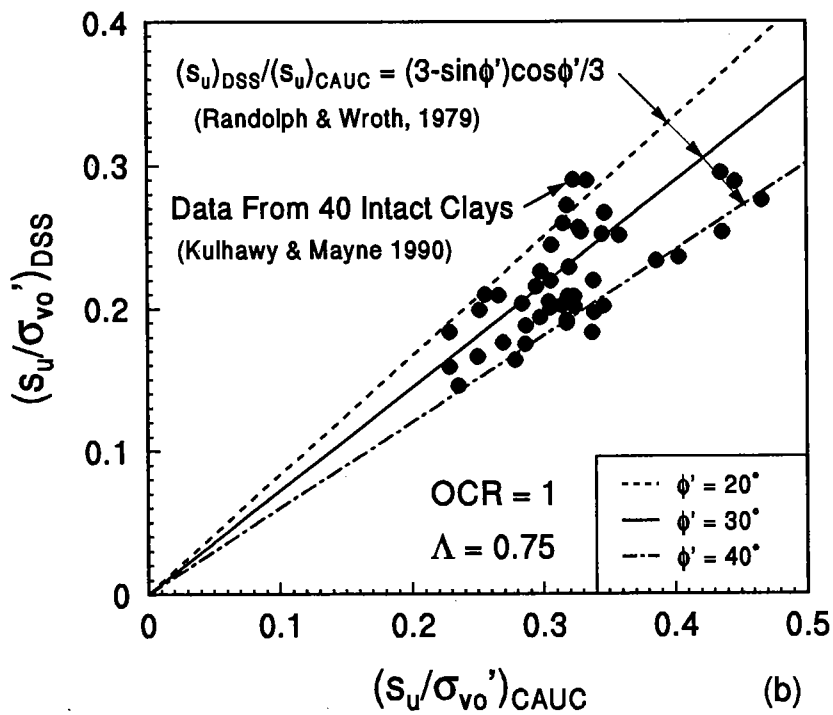 0.4
(su)DSS/(su)CAUC = (3-sinϕ')cosϕ'/3
(Randolph & Wroth, 1979)
0.3
Data From 40 Intact Clays
(Kulhawy & Mayne 1990)
(su/σvo')DSS
0.2
0.1
OCR = 1
Λ = 0.75
ϕ' = 20°
ϕ' = 30°
ϕ' = 40°
0
0 0.1 0.2 0.3 0.4 0.5
(su/σvo')CAUC
(b)